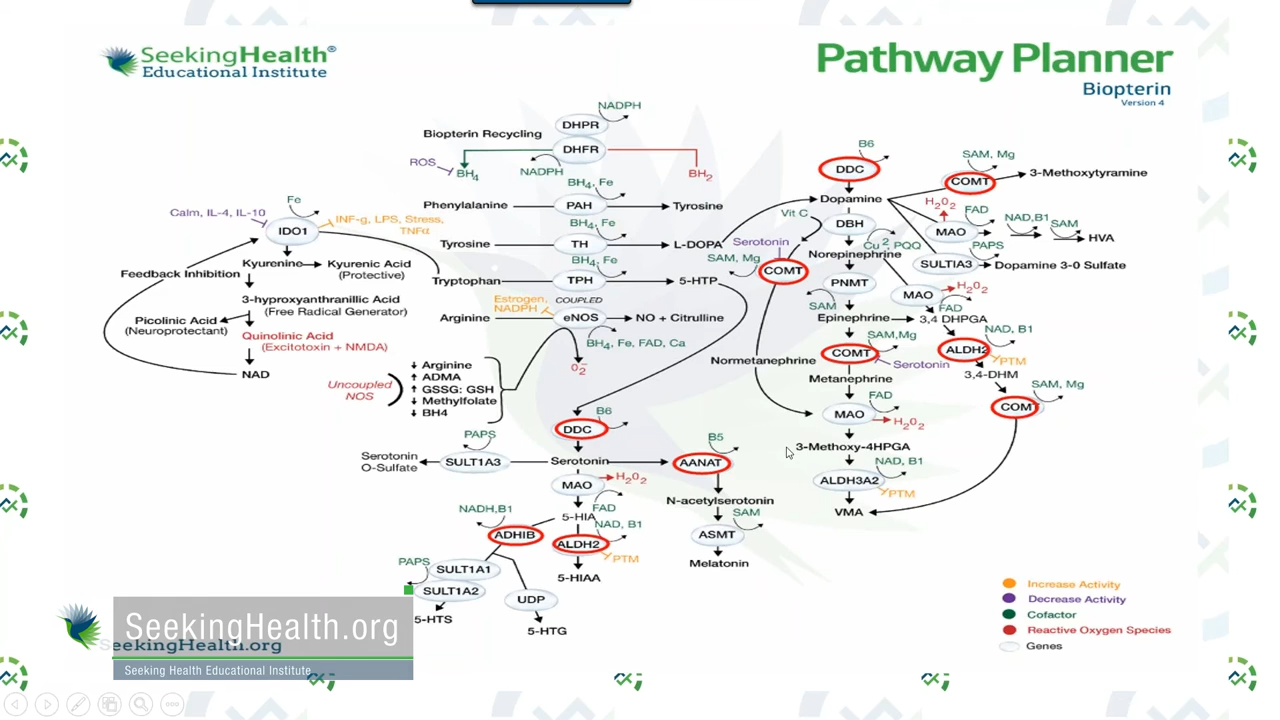 SeekingHealth®
Educational Institute
Pathway Planner
Biopterin
Version 4
NADPH
DHPR
Biopterin Recycling
DHFR
ROS
BH4
NADPH
BH2
BH4, Fe
Phenylalanine
PAH
Tyrosine
BH4, Fe
Tyrosine
TH
L-DOPA
BH4, Fe
Tryptophan
TPH
5-HTP
Estrogen,
NADPH
COUPLED
Arginine
eNOS
NO + Citrulline
BH4, Fe, FAD, Ca
O2
Fe
Calm, IL-4, IL-10
IDO1
INF-g, LPS, Stress,
TNFα
Kyurenine
Kyurenic Acid
(Protective)
Feedback Inhibition
3-hyproxyanthranillic Acid
(Free Radical Generator)
Picolinic Acid
(Neuroprotectant)
Quinolinic Acid
(Excitotoxin + NMDA)
NAD
Uncoupled
NOS
Arginine
ADMA
GSSG: GSH
Methylfolate
BH4
B6
DDC
PAPS
Serotonin
O-Sulfate
SULT1A3
Serotonin
B5
AANAT
MAO
H2O2
N-acetylserotonin
FAD
SAM
NADH,B1
5-HIA
NAD, B1
ADHIB
ALDH2
PTM
ASMT
Melatonin
5-HIAA
PAPS
SULT1A1
SULT1A2
UDP
5-HTS
5-HTG
B6
DDC
SAM, Mg
COMT
3-Methoxytyramine
Dopamine
H2O2
FAD
Vit C
DBH
MAO
NAD,B1
SAM
HVA
Serotonin
Cu 2, PQQ
PAPS
Norepinephrine
SULTIA3
Dopamine 3-0 Sulfate
SAM, Mg
COMT
PNMT
MAO
H2O2
SAM
FAD
Epinephrine
3,4 DHPGA
SAM,Mg
NAD, B1
COMT
ALDH2
Normetanephrine
Serotonin
PTM
Metanephrine
3,4-DHM
SAM, Mg
FAD
MAO
H2O2
COMT
3-Methoxy-4HPGA
NAD, B1
ALDH3A2
PTM
VMA
Increase Activity
Decrease Activity
Cofactor
Reactive Oxygen Species
Genes
SeekingHealth.org
SeekingHealth.org
Seeking Health Educational Institute